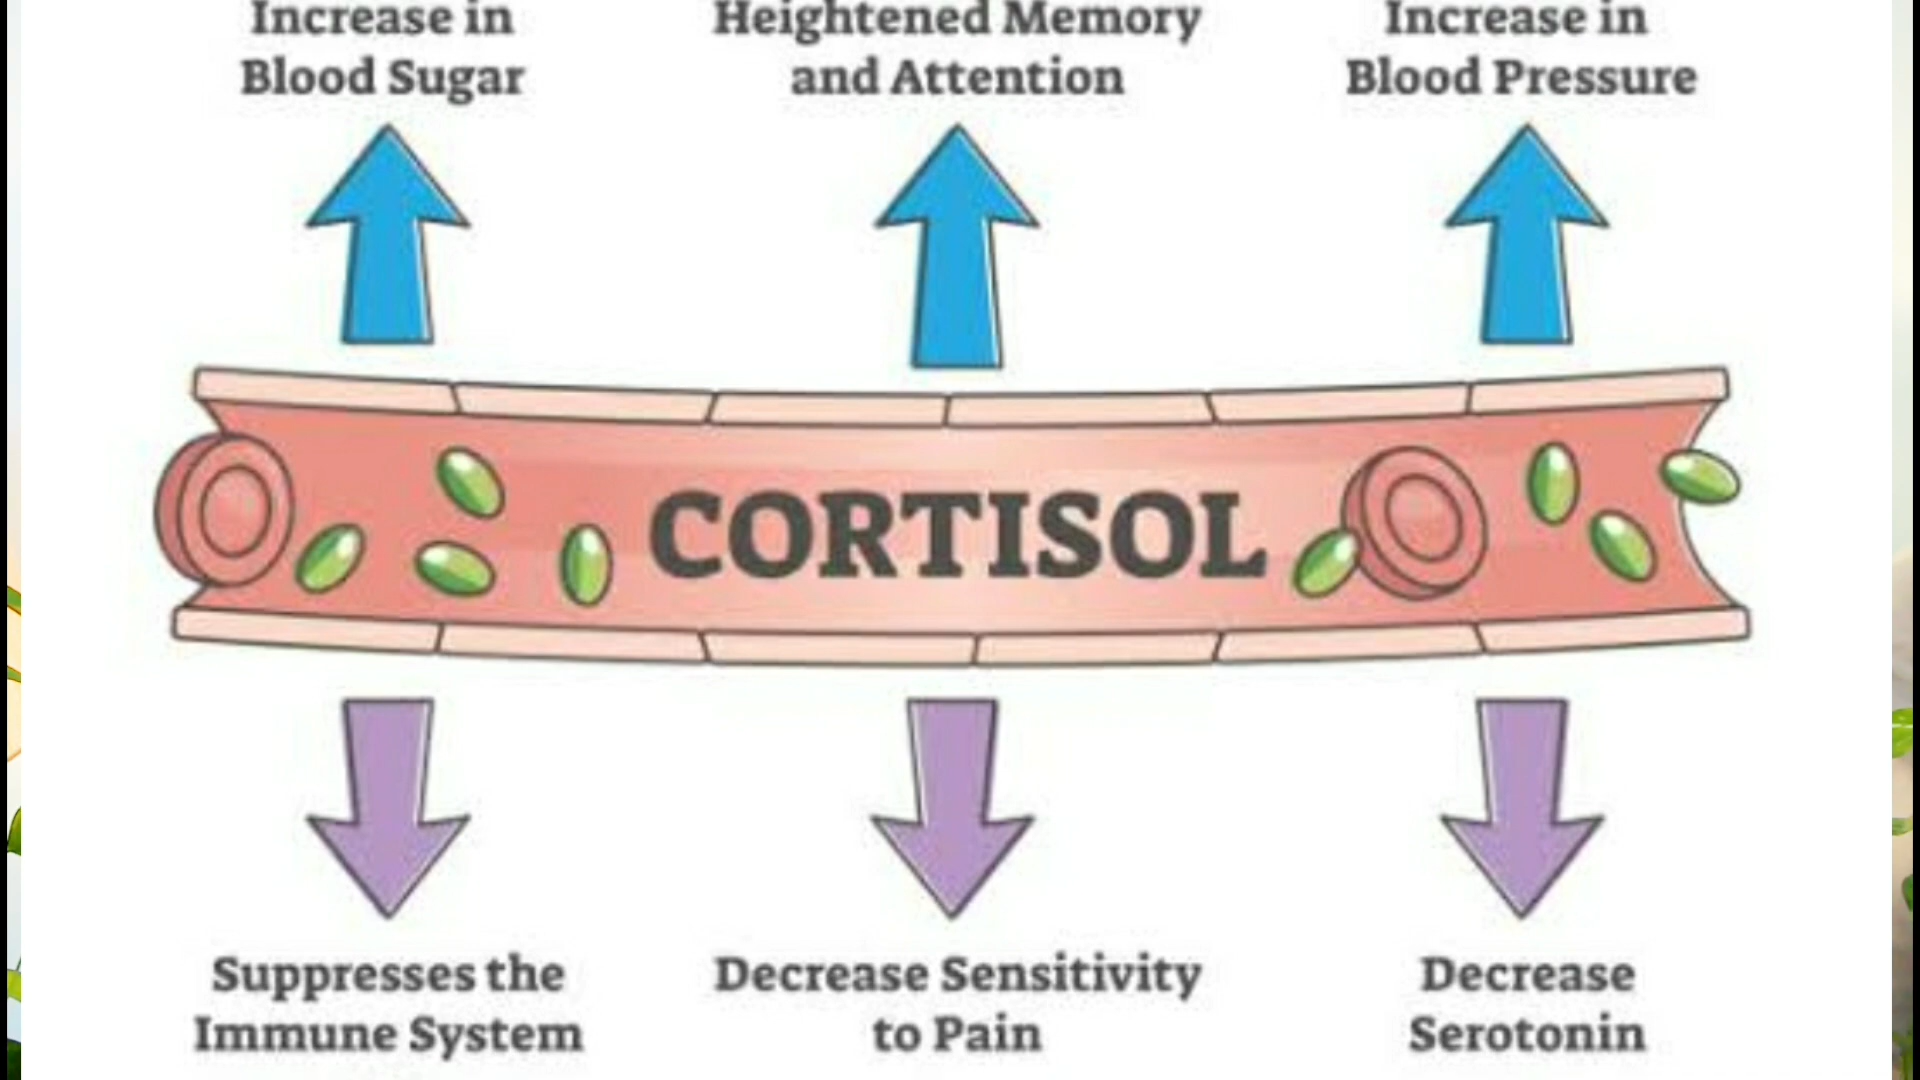 Increase in
Blood Sugar
Heightened Memory
and Attention
Increase in
Blood Pressure
CORTISOL
Suppresses the
Immune System
Decrease Sensitivity
to Pain
Decrease
Serotonin